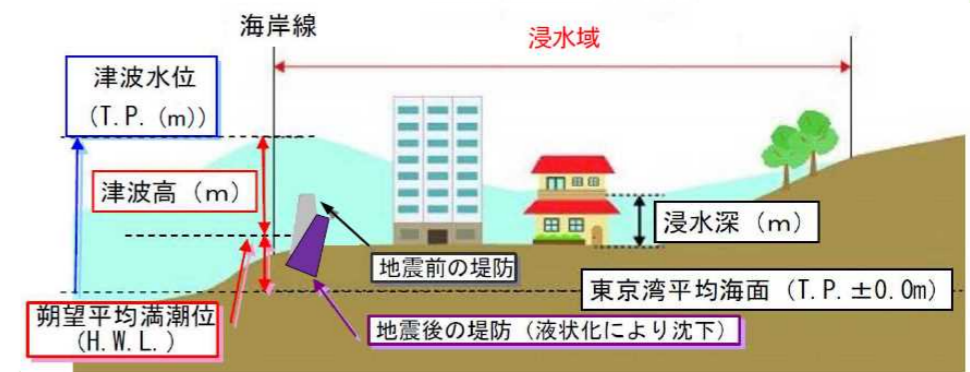 海岸線
浸水域
津波水位
(T.P. (m))
津波高（m）
浸水深（m）
地震前の堤防
東京湾平均海面（T.P.±0.0m）
朔望平均満潮位
(H.W.L.)
地震後の堤防（液状化により沈下）